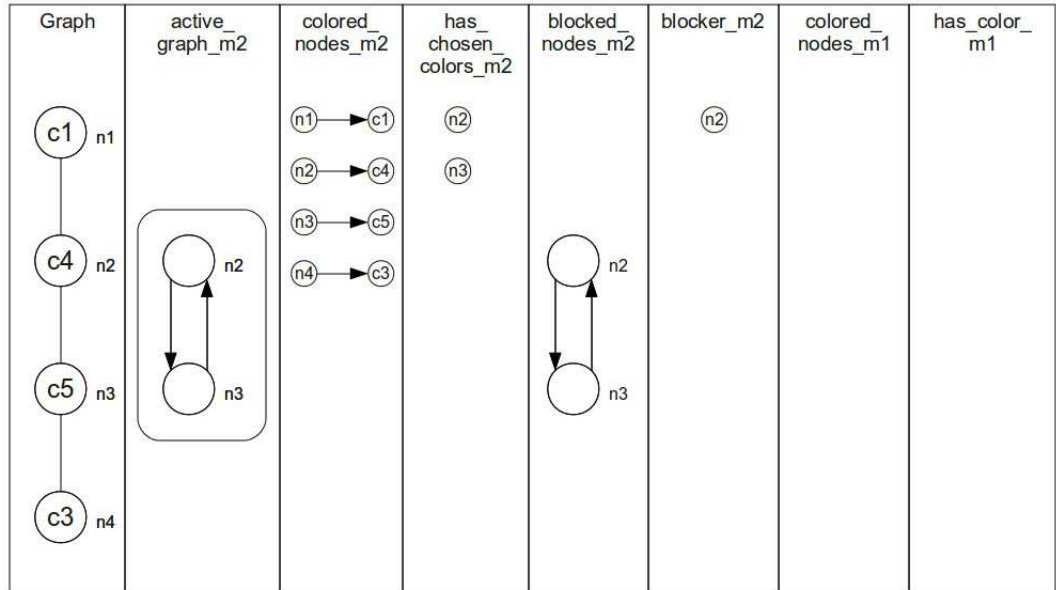 Graph
active_
graph_m2
colored_
nodes_m2
has_
chosen_
colors_m2
blocked_
nodes_m2
blocker_m2
colored_
nodes_m1
has_color_
m1
c1 n1
n1 c1
n2
n2
n2 c4
n3
n3 c5
c4 n2
n2
n4 c3
n2
c5 n3
n3
n3
c3 n4